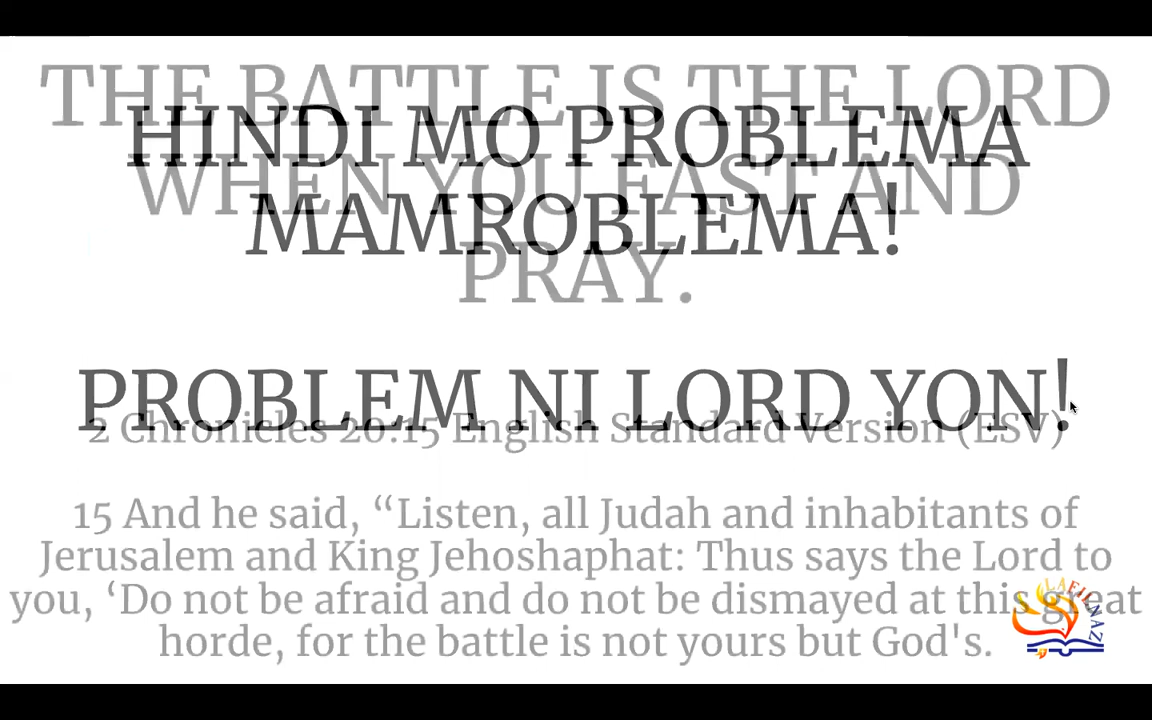 THE BATTLE IS THE LORD
WHEN YOU FAST AND
PRAY.
HINDI MO PROBLEMA
MAMROBLEMA!
PROBLEM NI LORD YON!
2 Chronicles 20:15 English Standard Version (ESV)
15 And he said, “Listen, all Judah and inhabitants of
Jerusalem and King Jehoshaphat: Thus says the Lord to
you, ‘Do not be afraid and do not be dismayed at this great
horde, for the battle is not yours but God's.